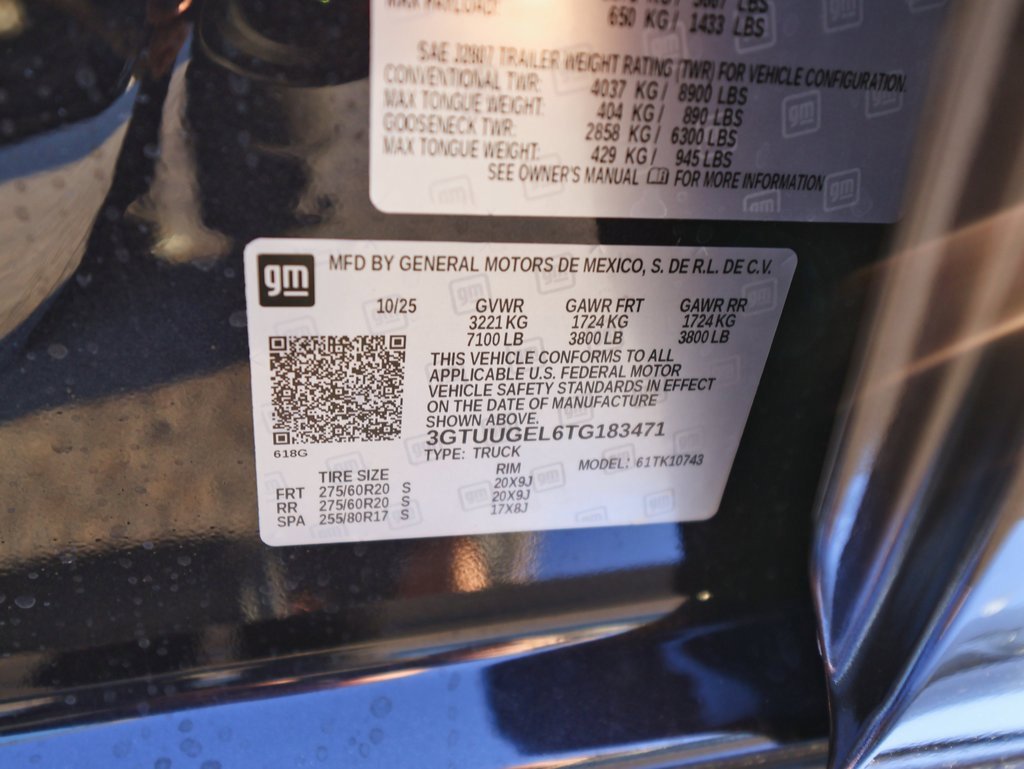 MAX PAYLOAD:
650 KG / 1433 LBS
SAE J2807 TRAILER WEIGHT RATING (TWR) FOR VEHICLE CONFIGURATION.
CONVENTIONAL TWR: 4037 KG / 8900 LBS
MAX TONGUE WEIGHT: 404 KG / 890 LBS
GOOSENECK TWR: 2858 KG / 6300 LBS
MAX TONGUE WEIGHT: 429 KG / 945 LBS
SEE OWNER'S MANUAL FOR MORE INFORMATION
gm MFD BY GENERAL MOTORS DE MEXICO, S. DE R.L. DE C.V.
10/25 GVWR GAWR FRT GAWR RR
3221 KG 1724 KG 1724 KG
7100 LB 3800 LB 3800 LB
THIS VEHICLE CONFORMS TO ALL
APPLICABLE U.S. FEDERAL MOTOR
VEHICLE SAFETY STANDARDS IN EFFECT
ON THE DATE OF MANUFACTURE
SHOWN ABOVE.
3GTUUGEL6TG183471
618G TYPE: TRUCK MODEL: 61TK10743
TIRE SIZE RIM
FRT 275/60R20 S 20X9J
RR 275/60R20 S 20X9J
SPA 255/80R17 S 17X8J